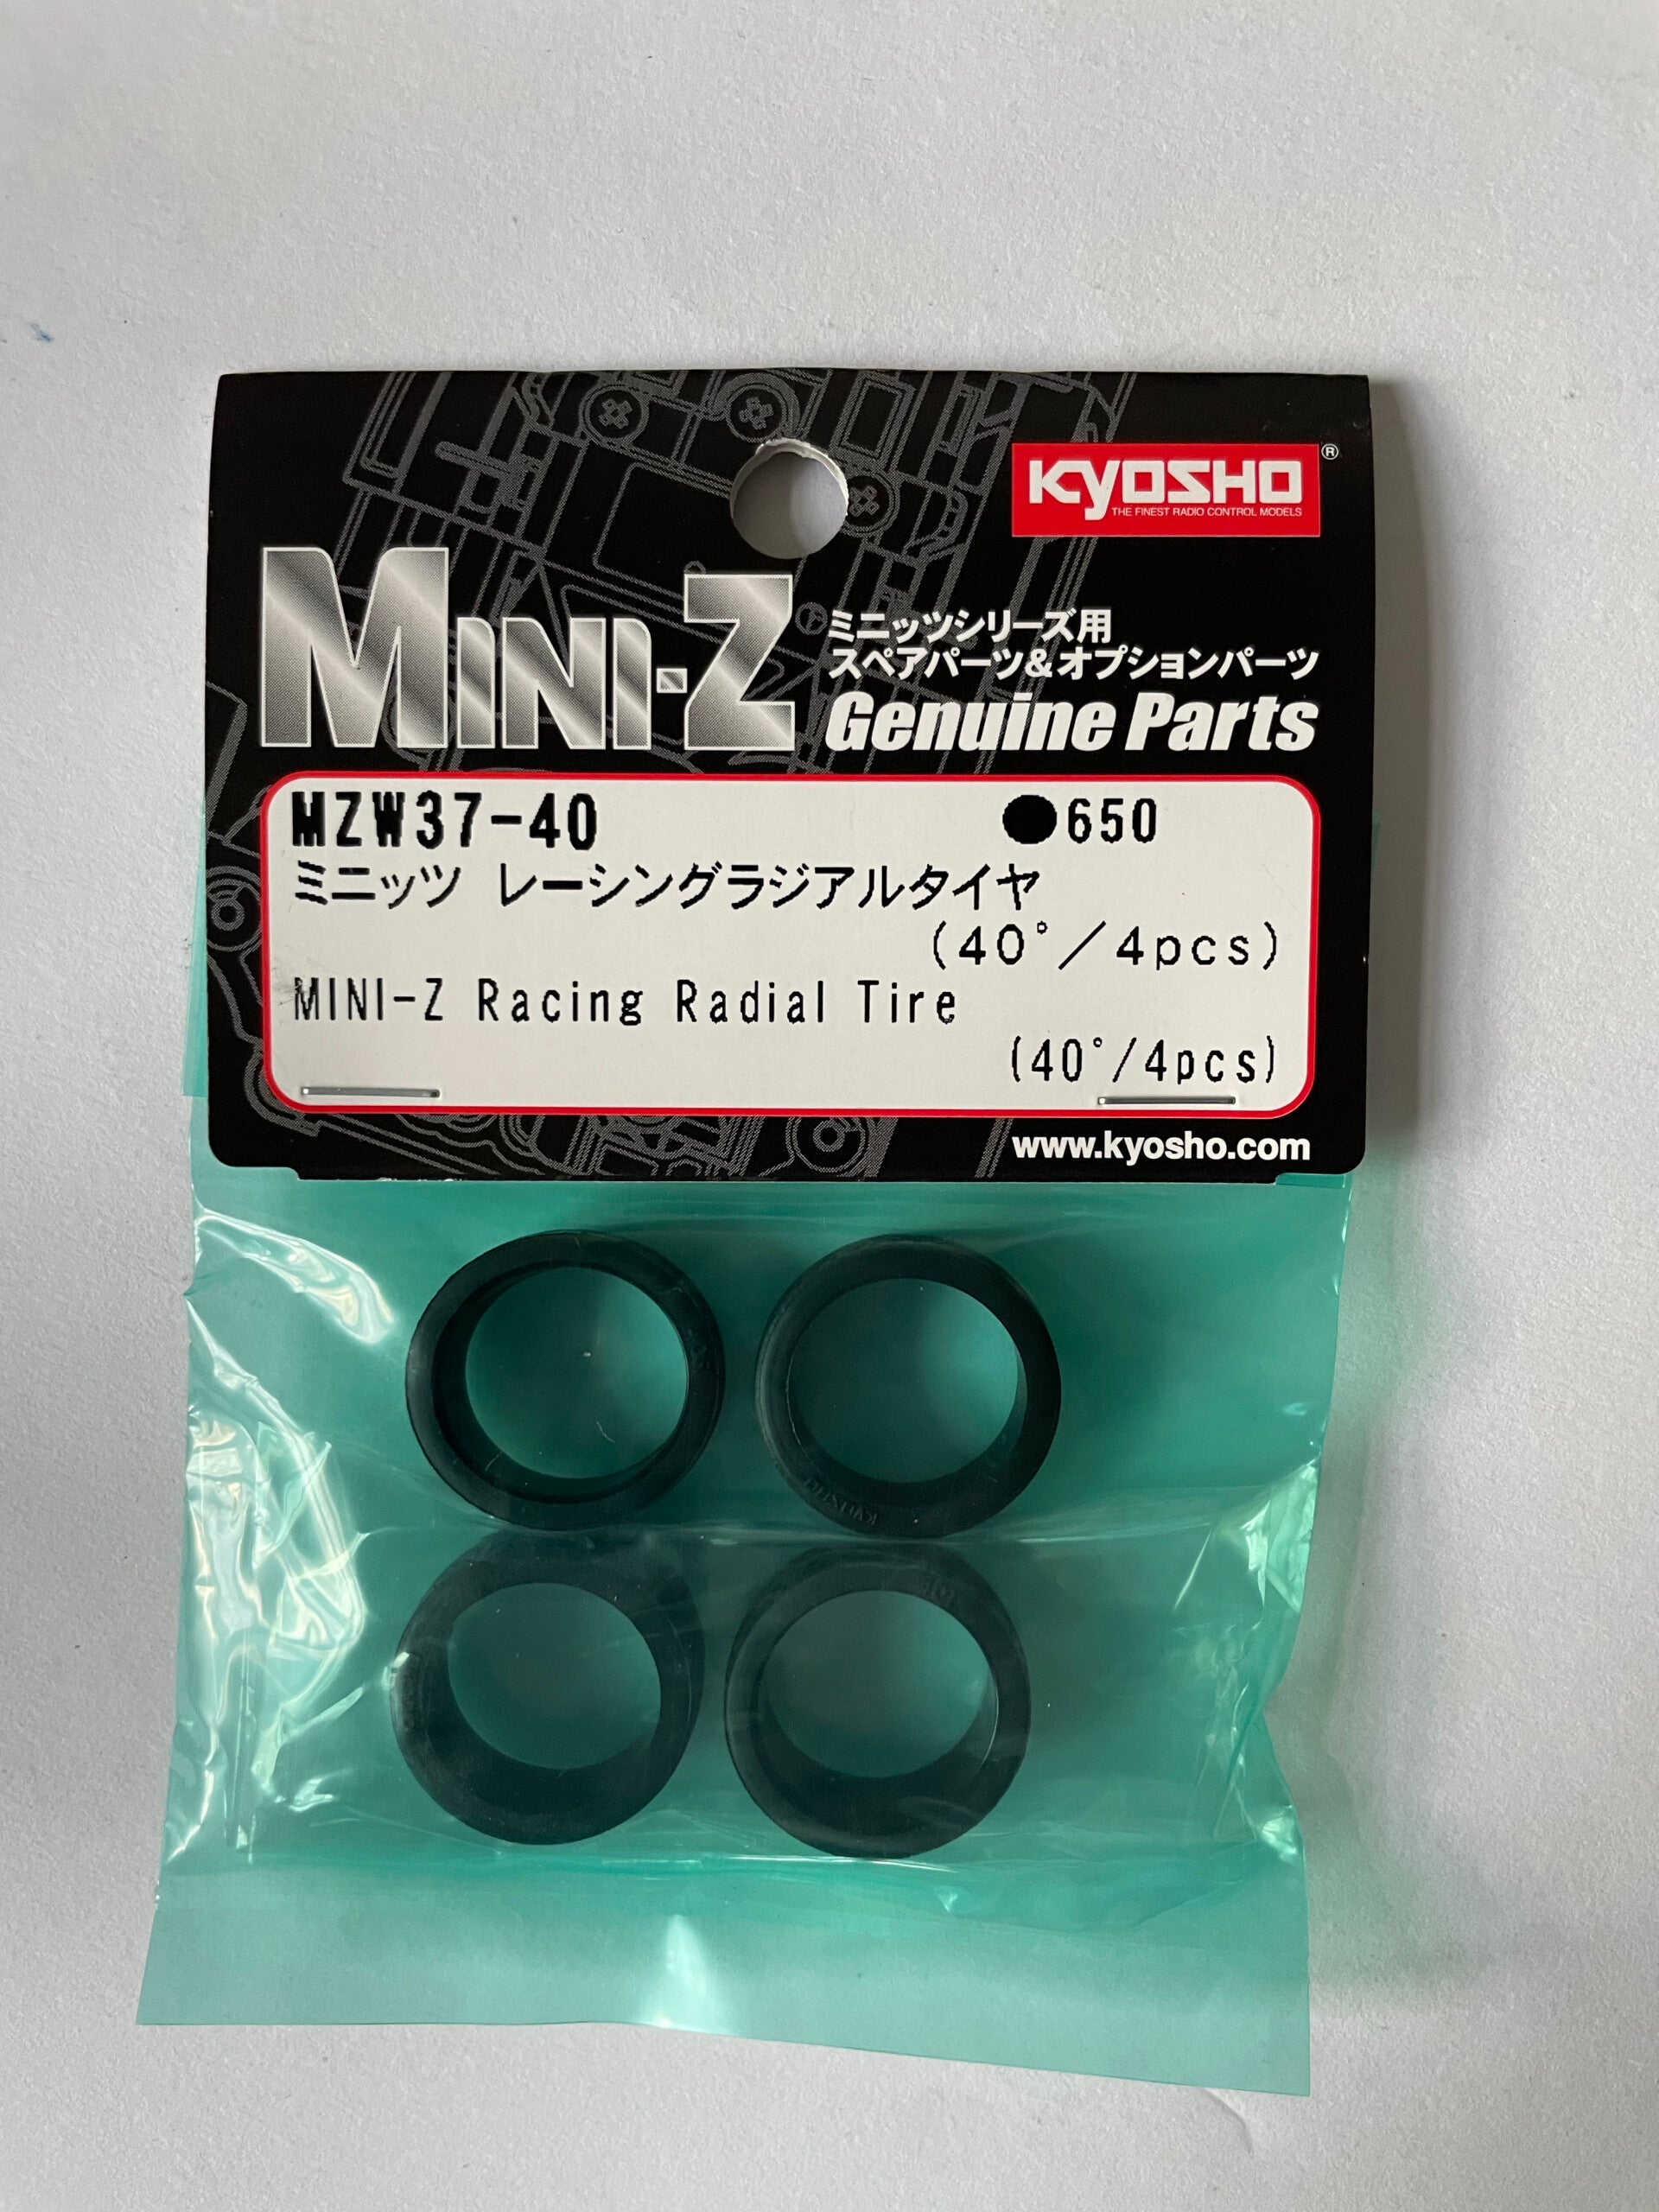 KYOSHO®
THE FINEST RADIO CONTROL MODELS
MINI-Z
ミニッツシリーズ用
スペアパーツ&オプションパーツ
Genuine Parts
MZW37-40 ●650
ミニッツ レーシングラジアルタイヤ
(40°/4pcs)
MINI-Z Racing Radial Tire
(40°/4pcs)
www.kyosho.com
KYOSHO